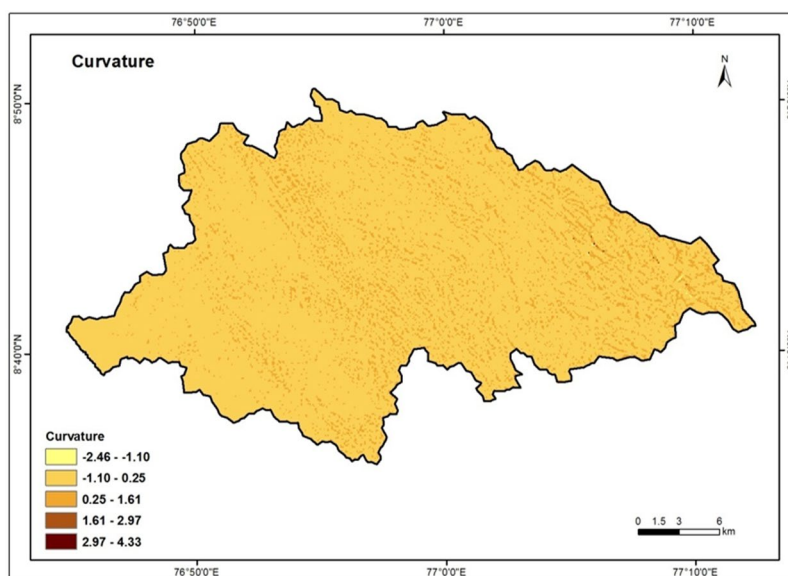 76°50'0"E 77°0'0"E 77°10'0"E
Curvature
N
8°50'0"N
8°40'0"N
Curvature
-2.46 - -1.10
-1.10 - 0.25
0.25 - 1.61
1.61 - 2.97
2.97 - 4.33
0 1.5 3 6
km
76°50'0"E 77°0'0"E 77°10'0"E